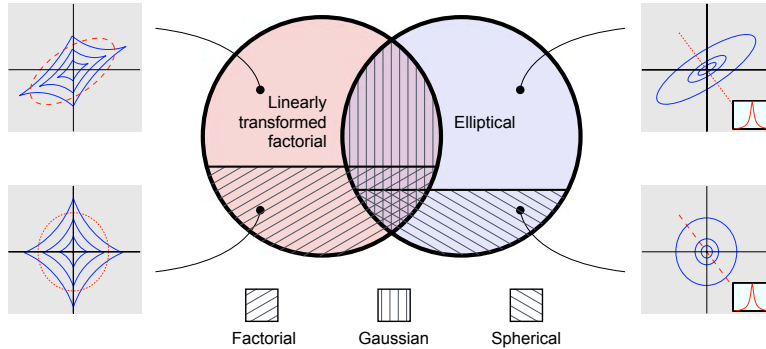 Linearly
transformed
factorial
Elliptical
Factorial
Gaussian
Spherical